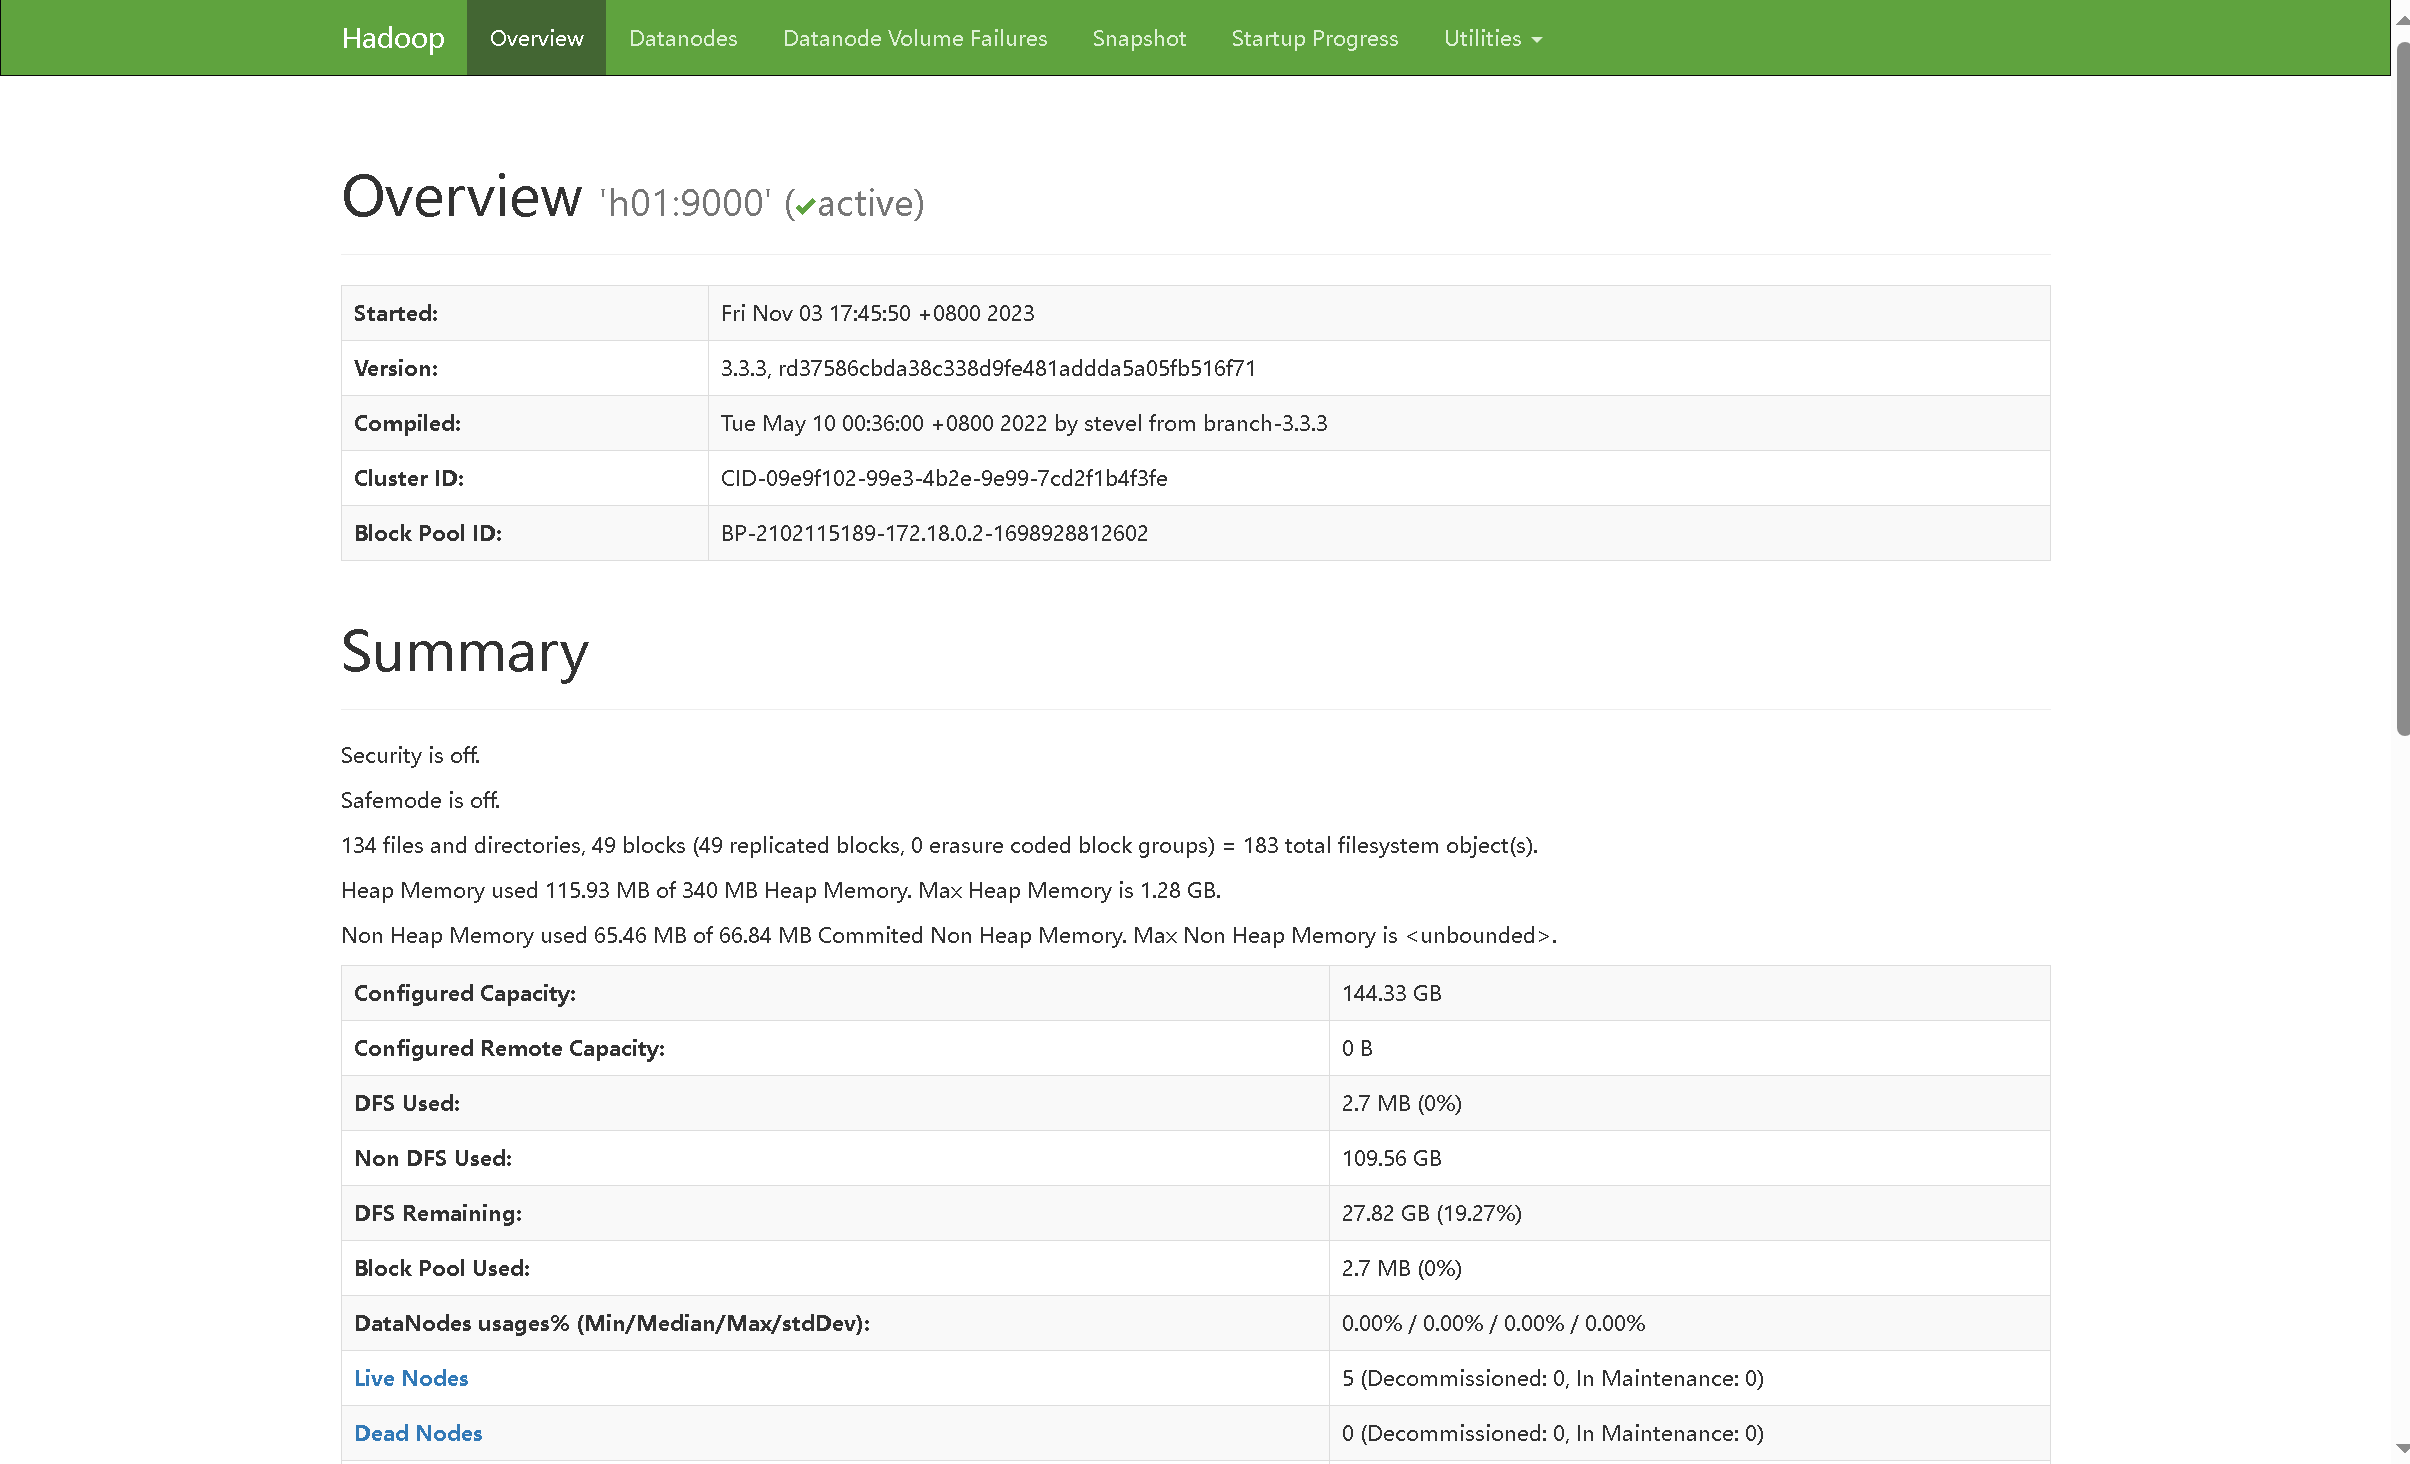 Hadoop Overview Datanodes Datanode Volume Failures Snapshot Startup Progress Utilities
Overview 'h01:9000' (✔active)
Started: Fri Nov 03 17:45:50 +0800 2023
Version: 3.3.3, rd37586cbda38c338d9fe481addda5a05fb516f71
Compiled: Tue May 10 00:36:00 +0800 2022 by stevel from branch-3.3.3
Cluster ID: CID-09e9f102-99e3-4b2e-9e99-7cd2f1b4f3fe
Block Pool ID: BP-2102115189-172.18.0.2-1698928812602
Summary
Security is off.
Safemode is off.
134 files and directories, 49 blocks (49 replicated blocks, 0 erasure coded block groups) = 183 total filesystem object(s).
Heap Memory used 115.93 MB of 340 MB Heap Memory. Max Heap Memory is 1.28 GB.
Non Heap Memory used 65.46 MB of 66.84 MB Commited Non Heap Memory. Max Non Heap Memory is <unbounded>.
Configured Capacity: 144.33 GB
Configured Remote Capacity: 0 B
DFS Used: 2.7 MB (0%)
Non DFS Used: 109.56 GB
DFS Remaining: 27.82 GB (19.27%)
Block Pool Used: 2.7 MB (0%)
DataNodes usages% (Min/Median/Max/stdDev): 0.00% / 0.00% / 0.00% / 0.00%
Live Nodes 5 (Decommissioned: 0, In Maintenance: 0)
Dead Nodes 0 (Decommissioned: 0, In Maintenance: 0)